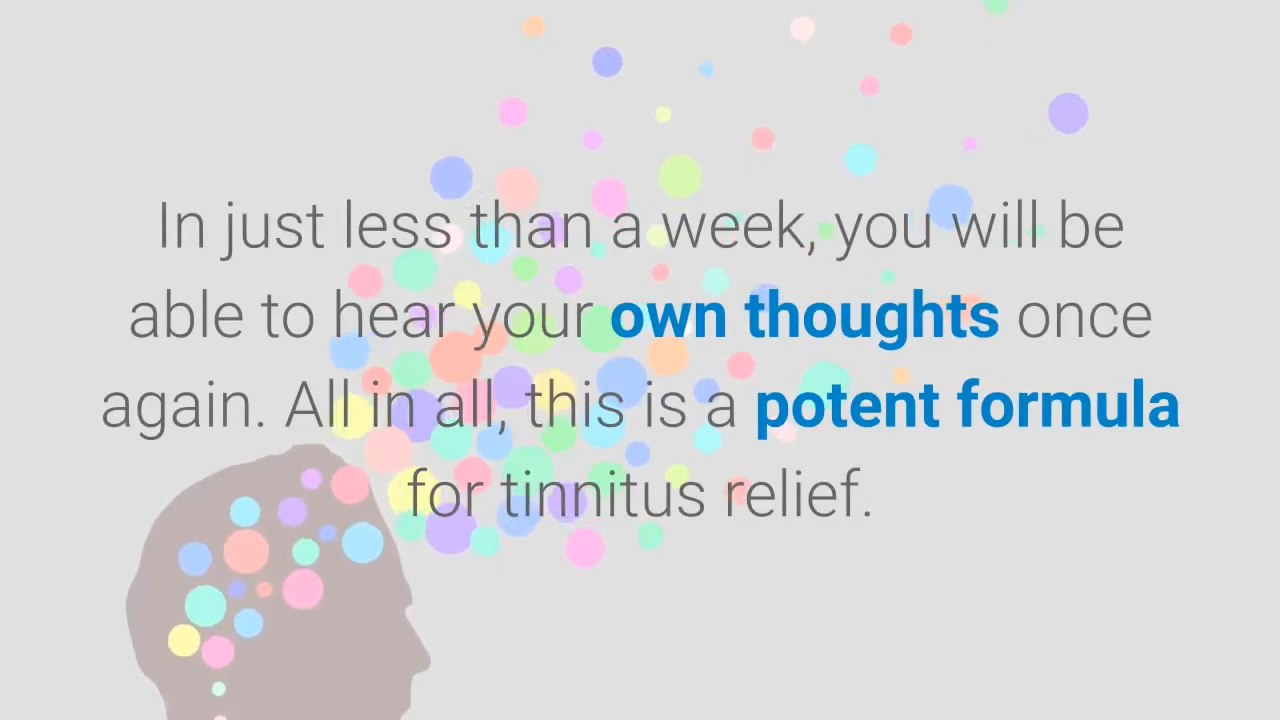 In just less than a week, you will be
able to hear your own thoughts once
again. All in all, this is a potent formula
for tinnitus relief.